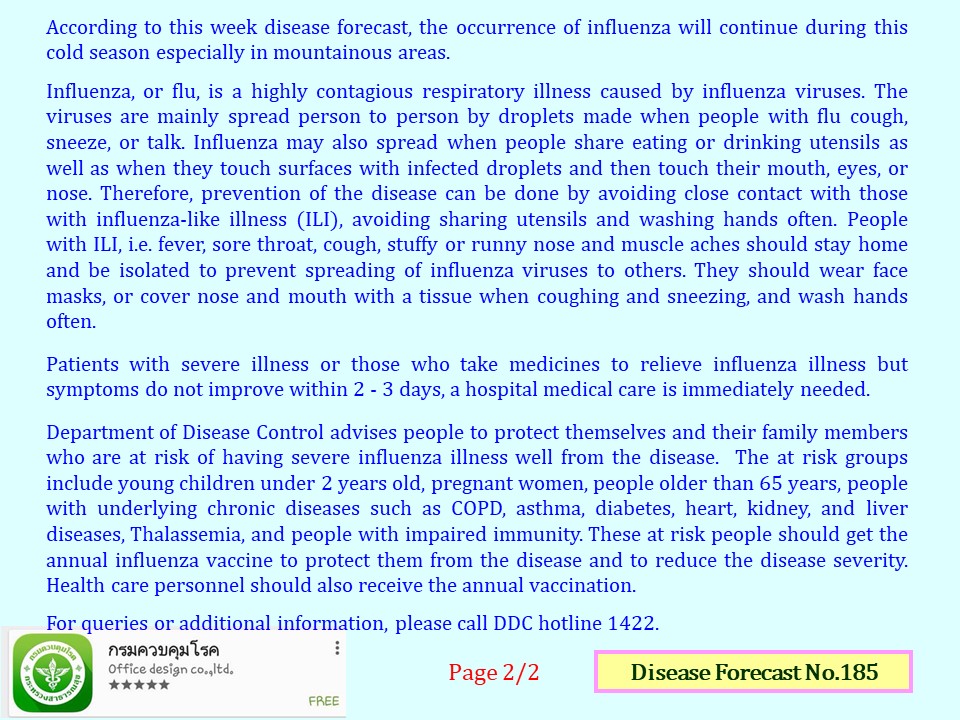 According to this week disease forecast, the occurrence of influenza will continue during this
cold season especially in mountainous areas.
Influenza, or flu, is a highly contagious respiratory illness caused by influenza viruses. The
viruses are mainly spread person to person by droplets made when people with flu cough,
sneeze, or talk. Influenza may also spread when people share eating or drinking utensils as
well as when they touch surfaces with infected droplets and then touch their mouth, eyes, or
nose. Therefore, prevention of the disease can be done by avoiding close contact with those
with influenza-like illness (ILI), avoiding sharing utensils and washing hands often. People
with ILI, i.e. fever, sore throat, cough, stuffy or runny nose and muscle aches should stay home
and be isolated to prevent spreading of influenza viruses to others. They should wear face
masks, or cover nose and mouth with a tissue when coughing and sneezing, and wash hands
often.
Patients with severe illness or those who take medicines to relieve influenza illness but
symptoms do not improve within 2 - 3 days, a hospital medical care is immediately needed.
Department of Disease Control advises people to protect themselves and their family members
who are at risk of having severe influenza illness well from the disease. The at risk groups
include young children under 2 years old, pregnant women, people older than 65 years, people
with underlying chronic diseases such as COPD, asthma, diabetes, heart, kidney, and liver
diseases, Thalassemia, and people with impaired immunity. These at risk people should get the
annual influenza vaccine to protect them from the disease and to reduce the disease severity.
Health care personnel should also receive the annual vaccination.
For queries or additional information, please call DDC hotline 1422.
กรมควบคุมโรค
Office design co.,ltd.
FREE
Page 2/2
Disease Forecast No.185